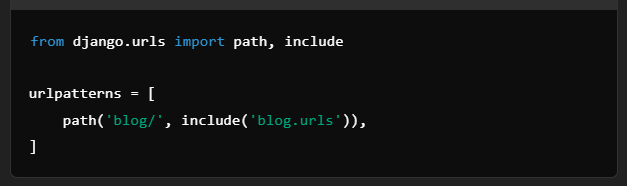 from django.urls import path, include
urlpatterns = [
    path('blog/', include('blog.urls')),
]